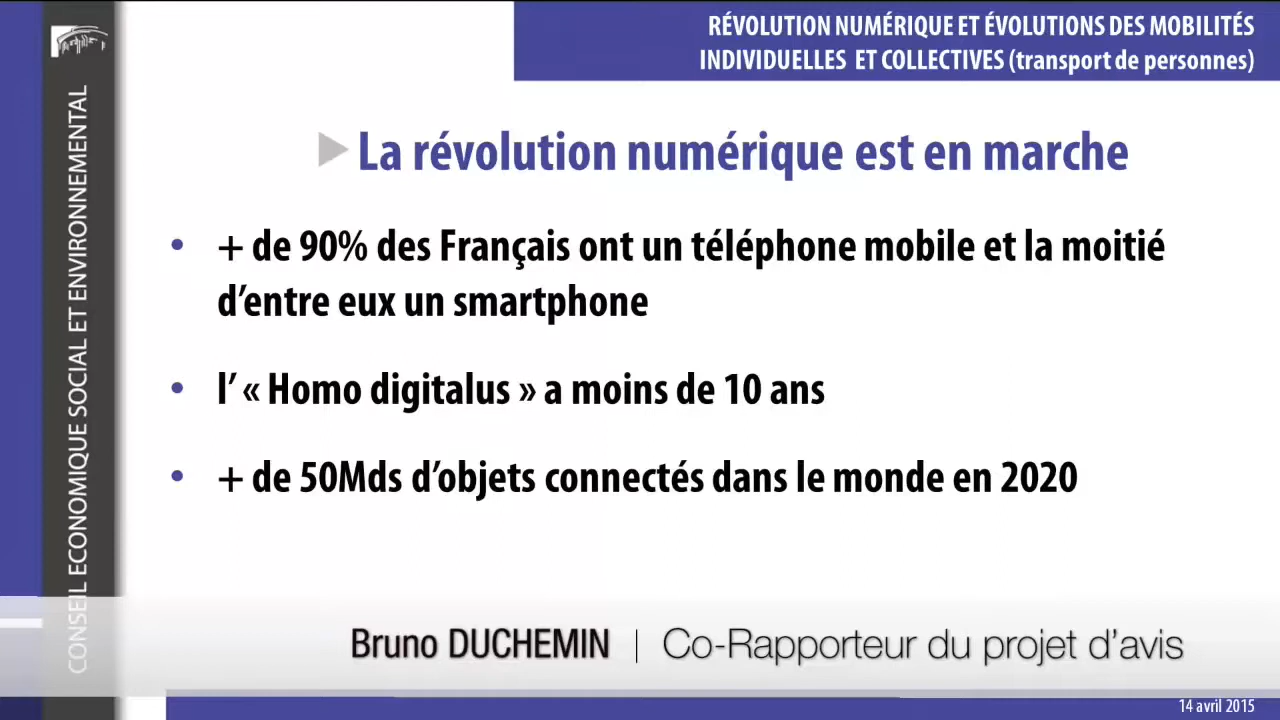 RÉVOLUTION NUMÉRIQUE ET ÉVOLUTIONS DES MOBILITÉS
INDIVIDUELLES ET COLLECTIVES (transport de personnes)
CONSEIL ECONOMIQUE SOCIAL ET ENVIRONNEMENTAL
La révolution numérique est en marche
• + de 90% des Français ont un téléphone mobile et la moitié
d’entre eux un smartphone
• l’ « Homo digitalus » a moins de 10 ans
• + de 50Mds d’objets connectés dans le monde en 2020
Bruno DUCHEMIN | Co-Rapporteur du projet d’avis
14 avril 2015